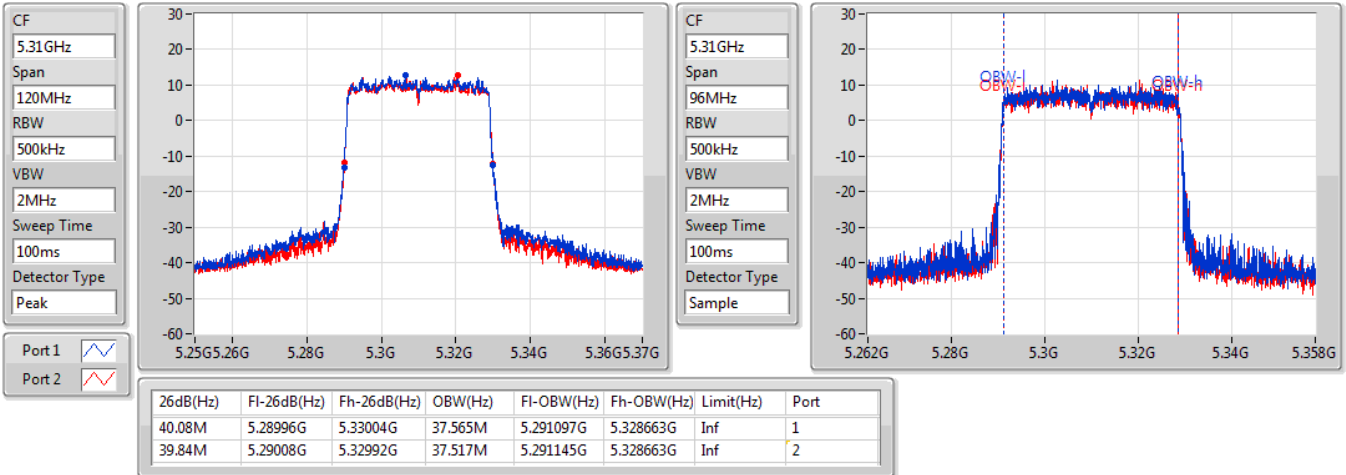 CF
5.31GHz
Span
120MHz
RBW
500kHz
VBW
2MHz
Sweep Time
100ms
Detector Type
Peak
Port 1
Port 2
30
20
10
0
-10
-20
-30
-40
-50
-60
5.25G 5.26G 5.28G 5.3G 5.32G 5.34G 5.36G 5.37G
CF
5.31GHz
Span
96MHz
RBW
500kHz
VBW
2MHz
Sweep Time
100ms
Detector Type
Sample
30
20
10
0
-10
-20
-30
-40
-50
-60
OBW-l OBW-h
OBW-l OBW-h
5.262G 5.28G 5.3G 5.32G 5.34G 5.358G
26dB(Hz) Fl-26dB(Hz) Fh-26dB(Hz) OBW(Hz) Fl-OBW(Hz) Fh-OBW(Hz) Limit(Hz) Port
40.08M 5.28996G 5.33004G 37.565M 5.291097G 5.328663G Inf 1
39.84M 5.29008G 5.32992G 37.517M 5.291145G 5.328663G Inf 2